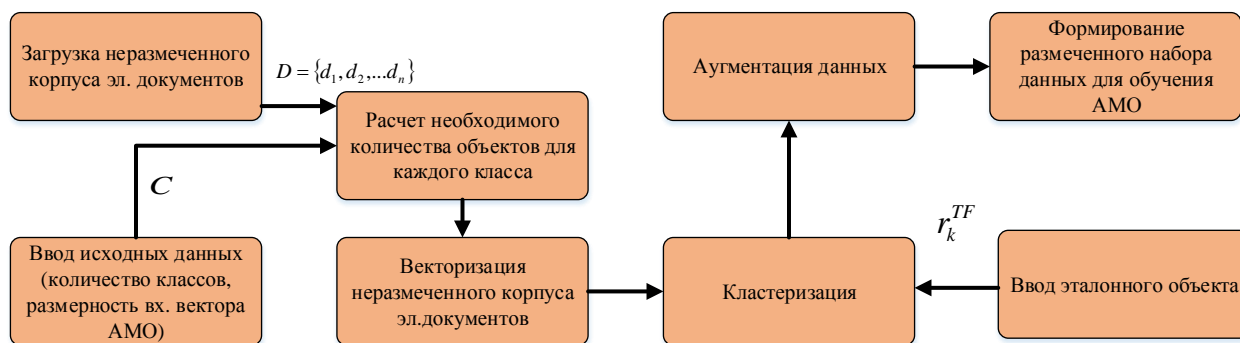 Загрузка неразмеченного
корпуса эл. документов
D = {d₁, d₂, ...dₙ}
Расчет необходимого
количества объектов для
каждого класса
C
Ввод исходных данных
(количество классов,
размерность вх. вектора
АМО)
Векторизация
неразмеченного корпуса
эл.документов
Аугментация данных
Формирование
размеченного набора
данных для обучения
АМО
Кластеризация
r_k^{TF}
Ввод эталонного объекта